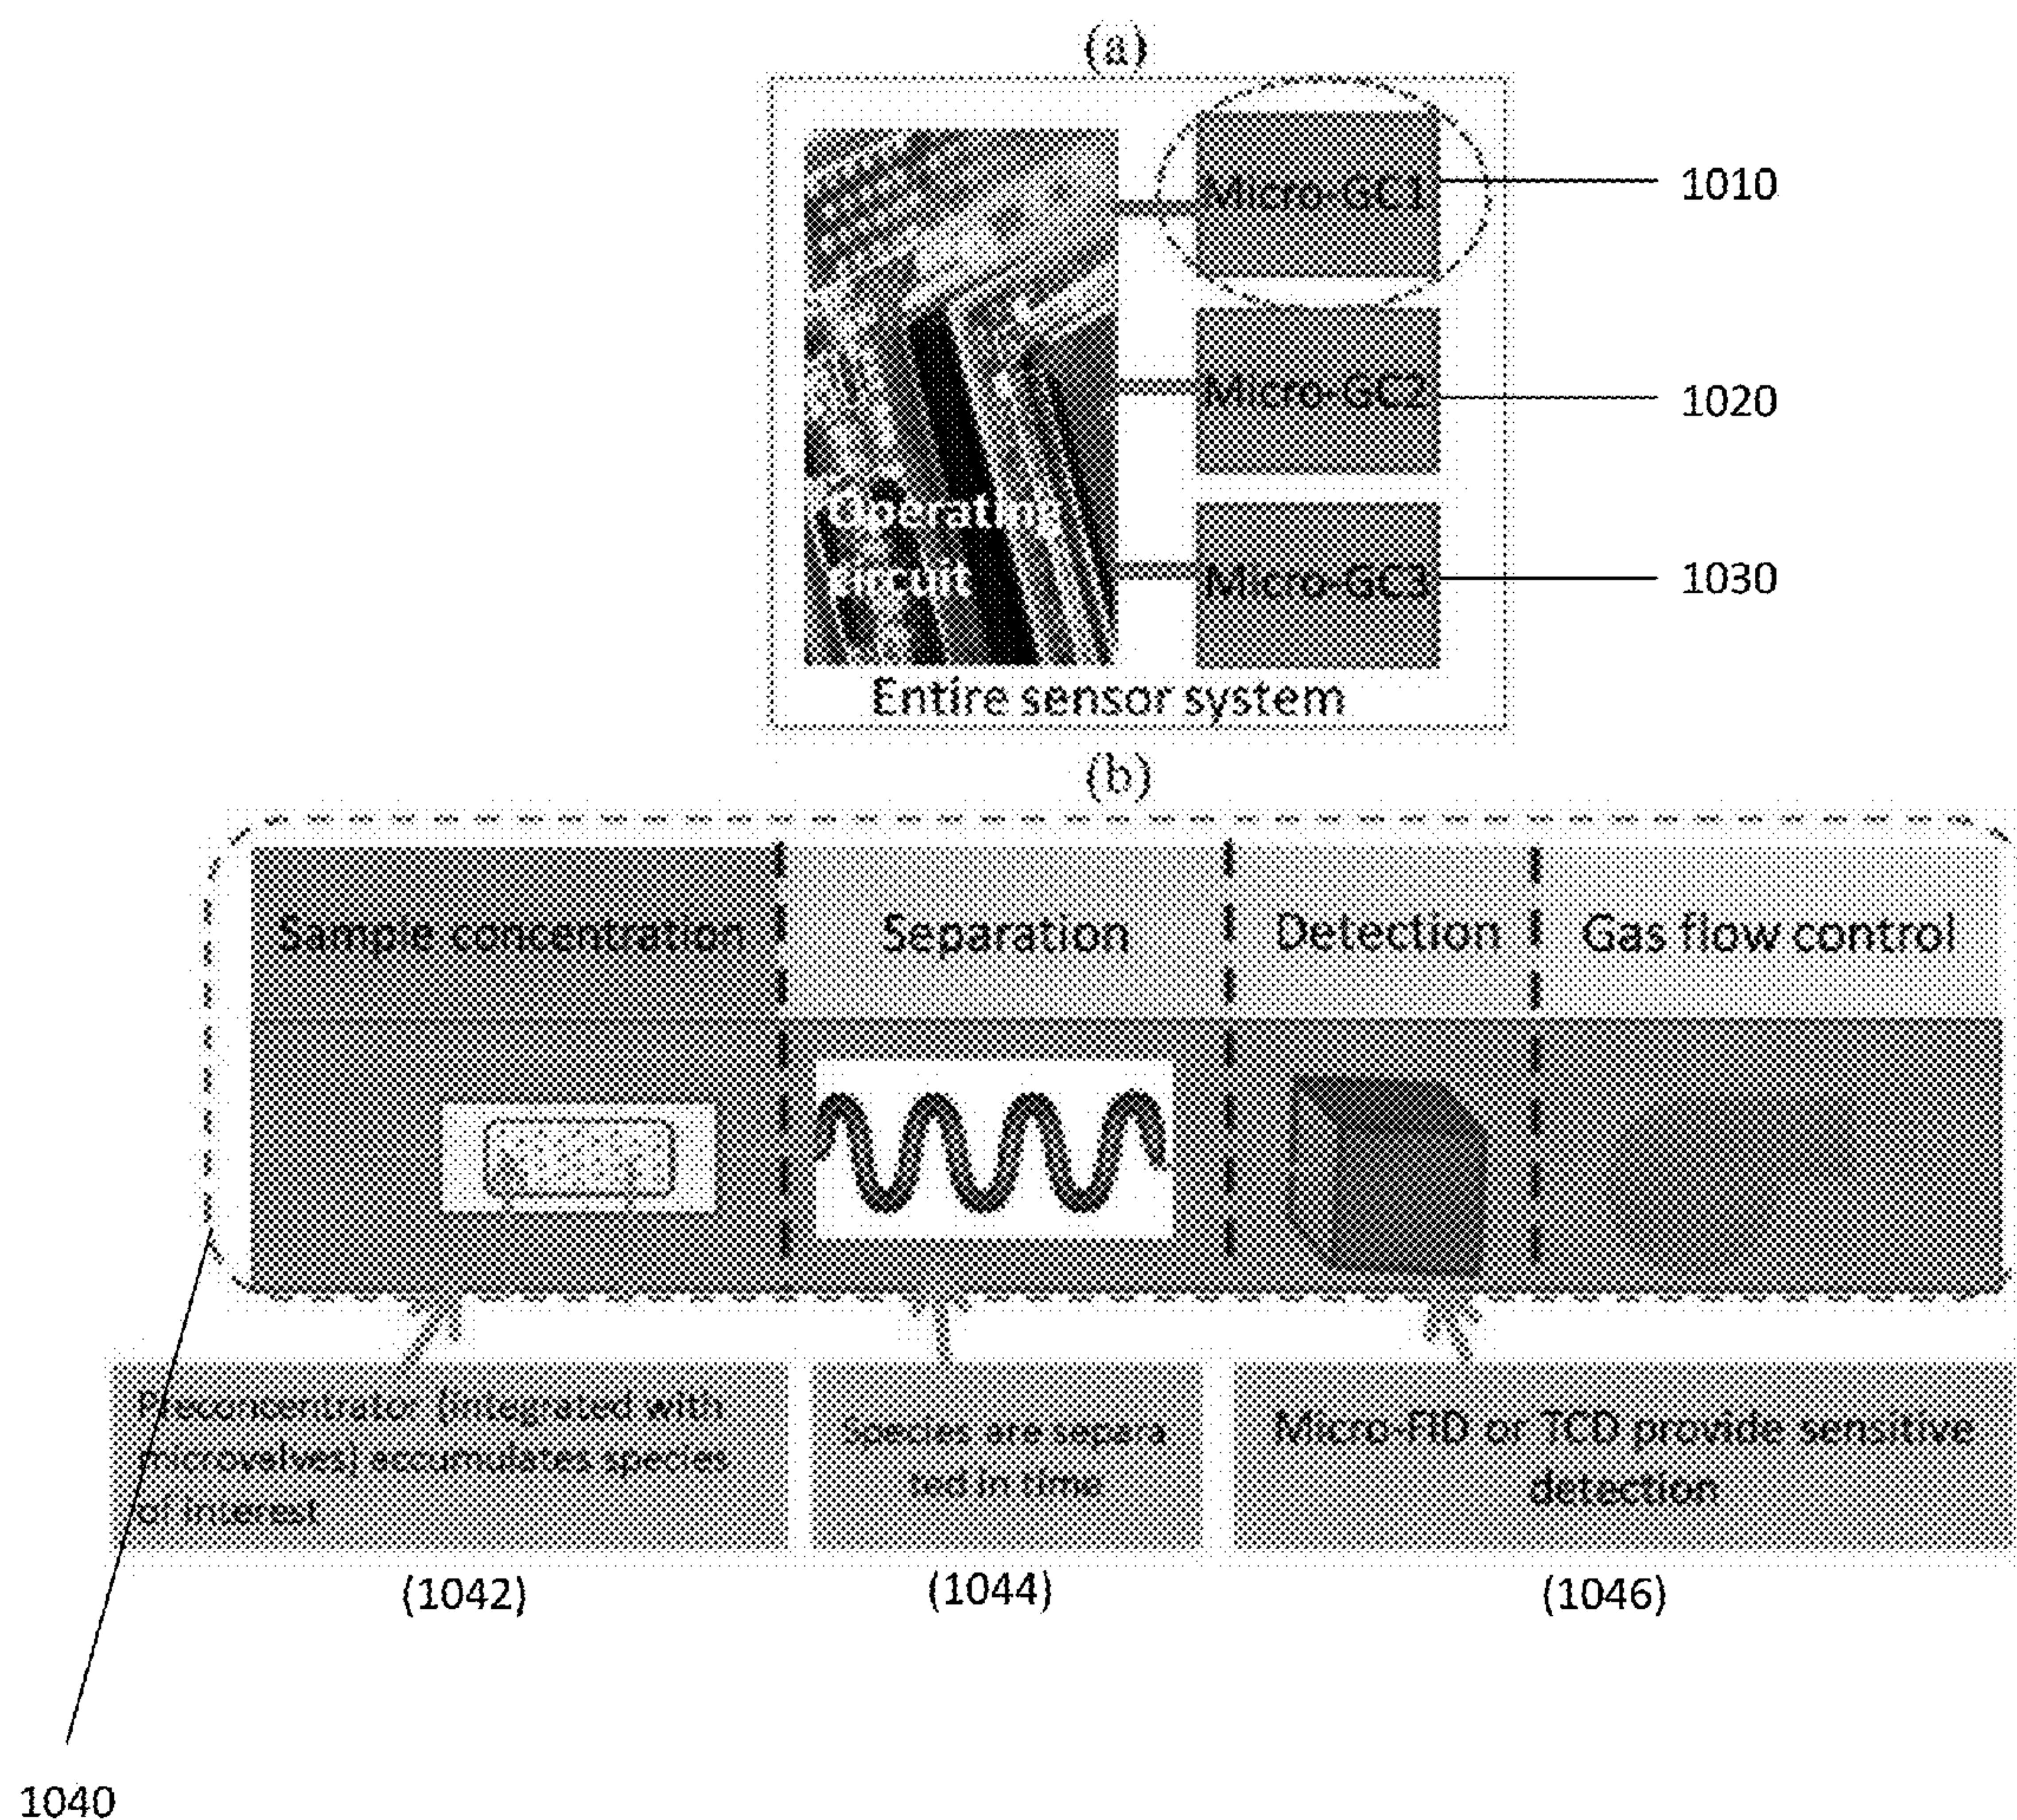 (a)
Micro-GC1
1010
Micro-GC2
1020
Operating
circuit
Micro-GC3
1030
Entire sensor system
(b)
Sample concentration
Separation
Detection
Gas flow control
Preconcentrator (integrated with
microvalves) accumulates species
of interest
Species are separa
ted in time
Micro-FID or TCD provide sensitive
detection
(1042)
(1044)
(1046)
1040